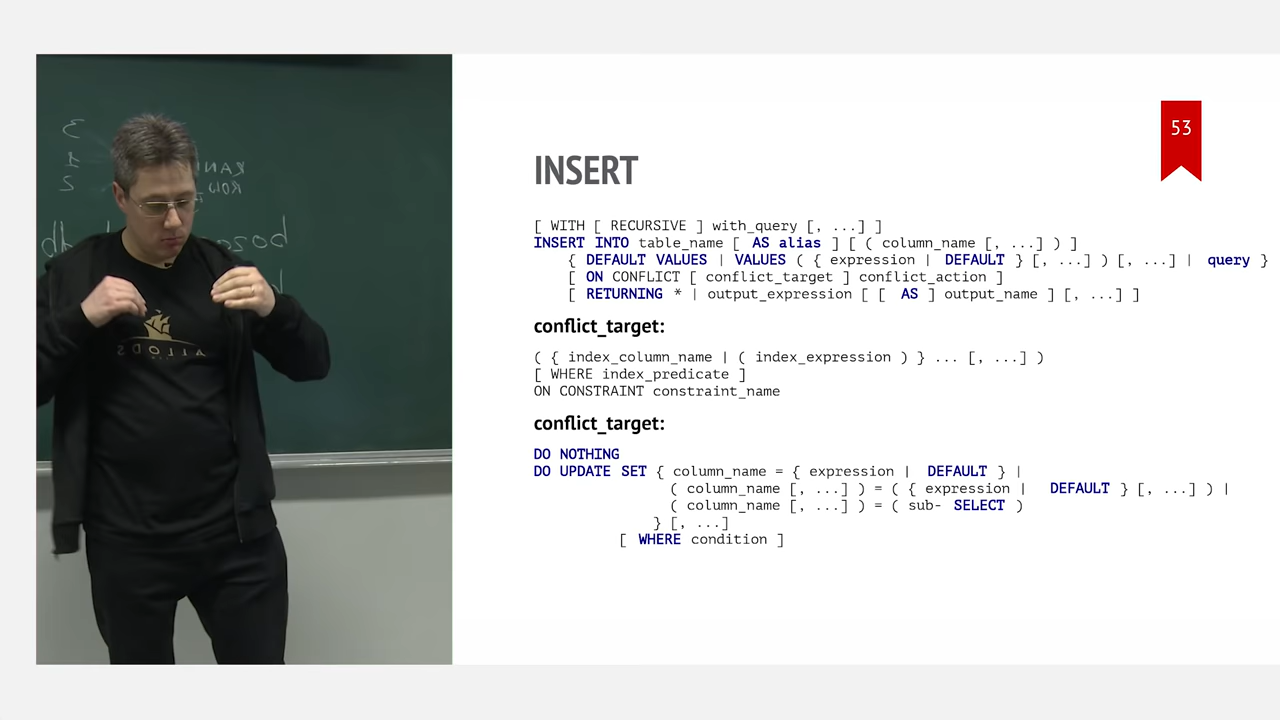 53
INSERT
[ WITH [ RECURSIVE ] with_query [, ...] ]
INSERT INTO table_name [ AS alias ] [ ( column_name [, ...] ) ]
{ DEFAULT VALUES | VALUES ( { expression | DEFAULT } [, ...] ) [, ...] | query }
[ ON CONFLICT [ conflict_target ] conflict_action ]
[ RETURNING * | output_expression [ [ AS ] output_name ] [, ...] ]
conflict_target:
( { index_column_name | ( index_expression ) } ... [, ...] )
[ WHERE index_predicate ]
ON CONSTRAINT constraint_name
conflict_target:
DO NOTHING
DO UPDATE SET { column_name = { expression | DEFAULT } |
( column_name [, ...] ) = ( { expression | DEFAULT } [, ...] ) |
( column_name [, ...] ) = ( sub- SELECT )
} [, ...]
[ WHERE condition ]
ALLODS